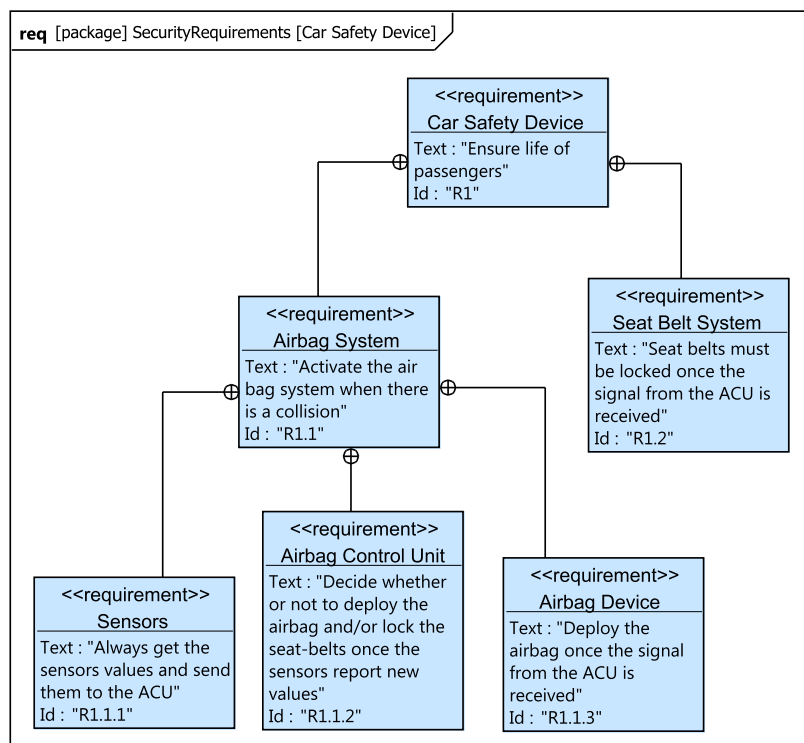 req [package] SecurityRequirements [Car Safety Device]
<<requirement>>
Car Safety Device
Text : "Ensure life of
passengers"
Id : "R1"
<<requirement>>
Airbag System
Text : "Activate the air
bag system when there
is a collision"
Id : "R1.1"
<<requirement>>
Seat Belt System
Text : "Seat belts must
be locked once the
signal from the ACU is
received"
Id : "R1.2"
<<requirement>>
Sensors
Text : "Always get the
sensors values and send
them to the ACU"
Id : "R1.1.1"
<<requirement>>
Airbag Control Unit
Text : "Decide whether
or not to deploy the
airbag and/or lock the
seat-belts once the
sensors report new
values"
Id : "R1.1.2"
<<requirement>>
Airbag Device
Text : "Deploy the
airbag once the signal
from the ACU is
received"
Id : "R1.1.3"